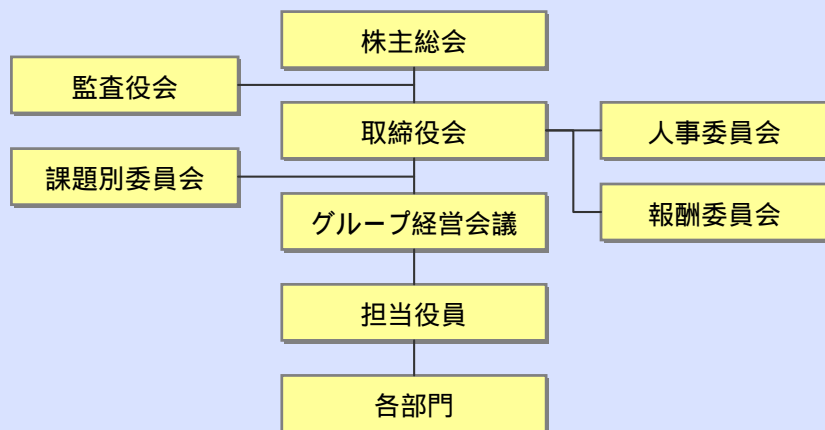 株主総会
監査役会
取締役会
人事委員会
課題別委員会
報酬委員会
グループ経営会議
担当役員
各部門